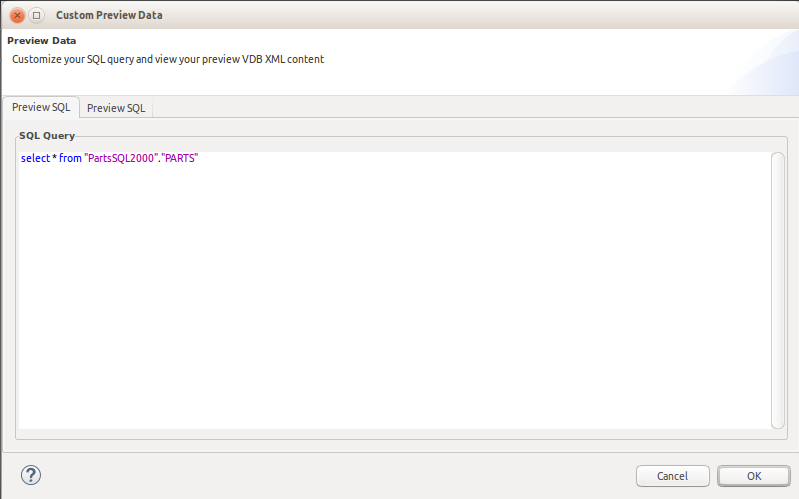 Custom Preview Data
Preview Data
Customize your SQL query and view your preview VDB XML content
Preview SQL Preview SQL
SQL Query
select * from "PartsSQL2000"."PARTS"
?
Cancel OK